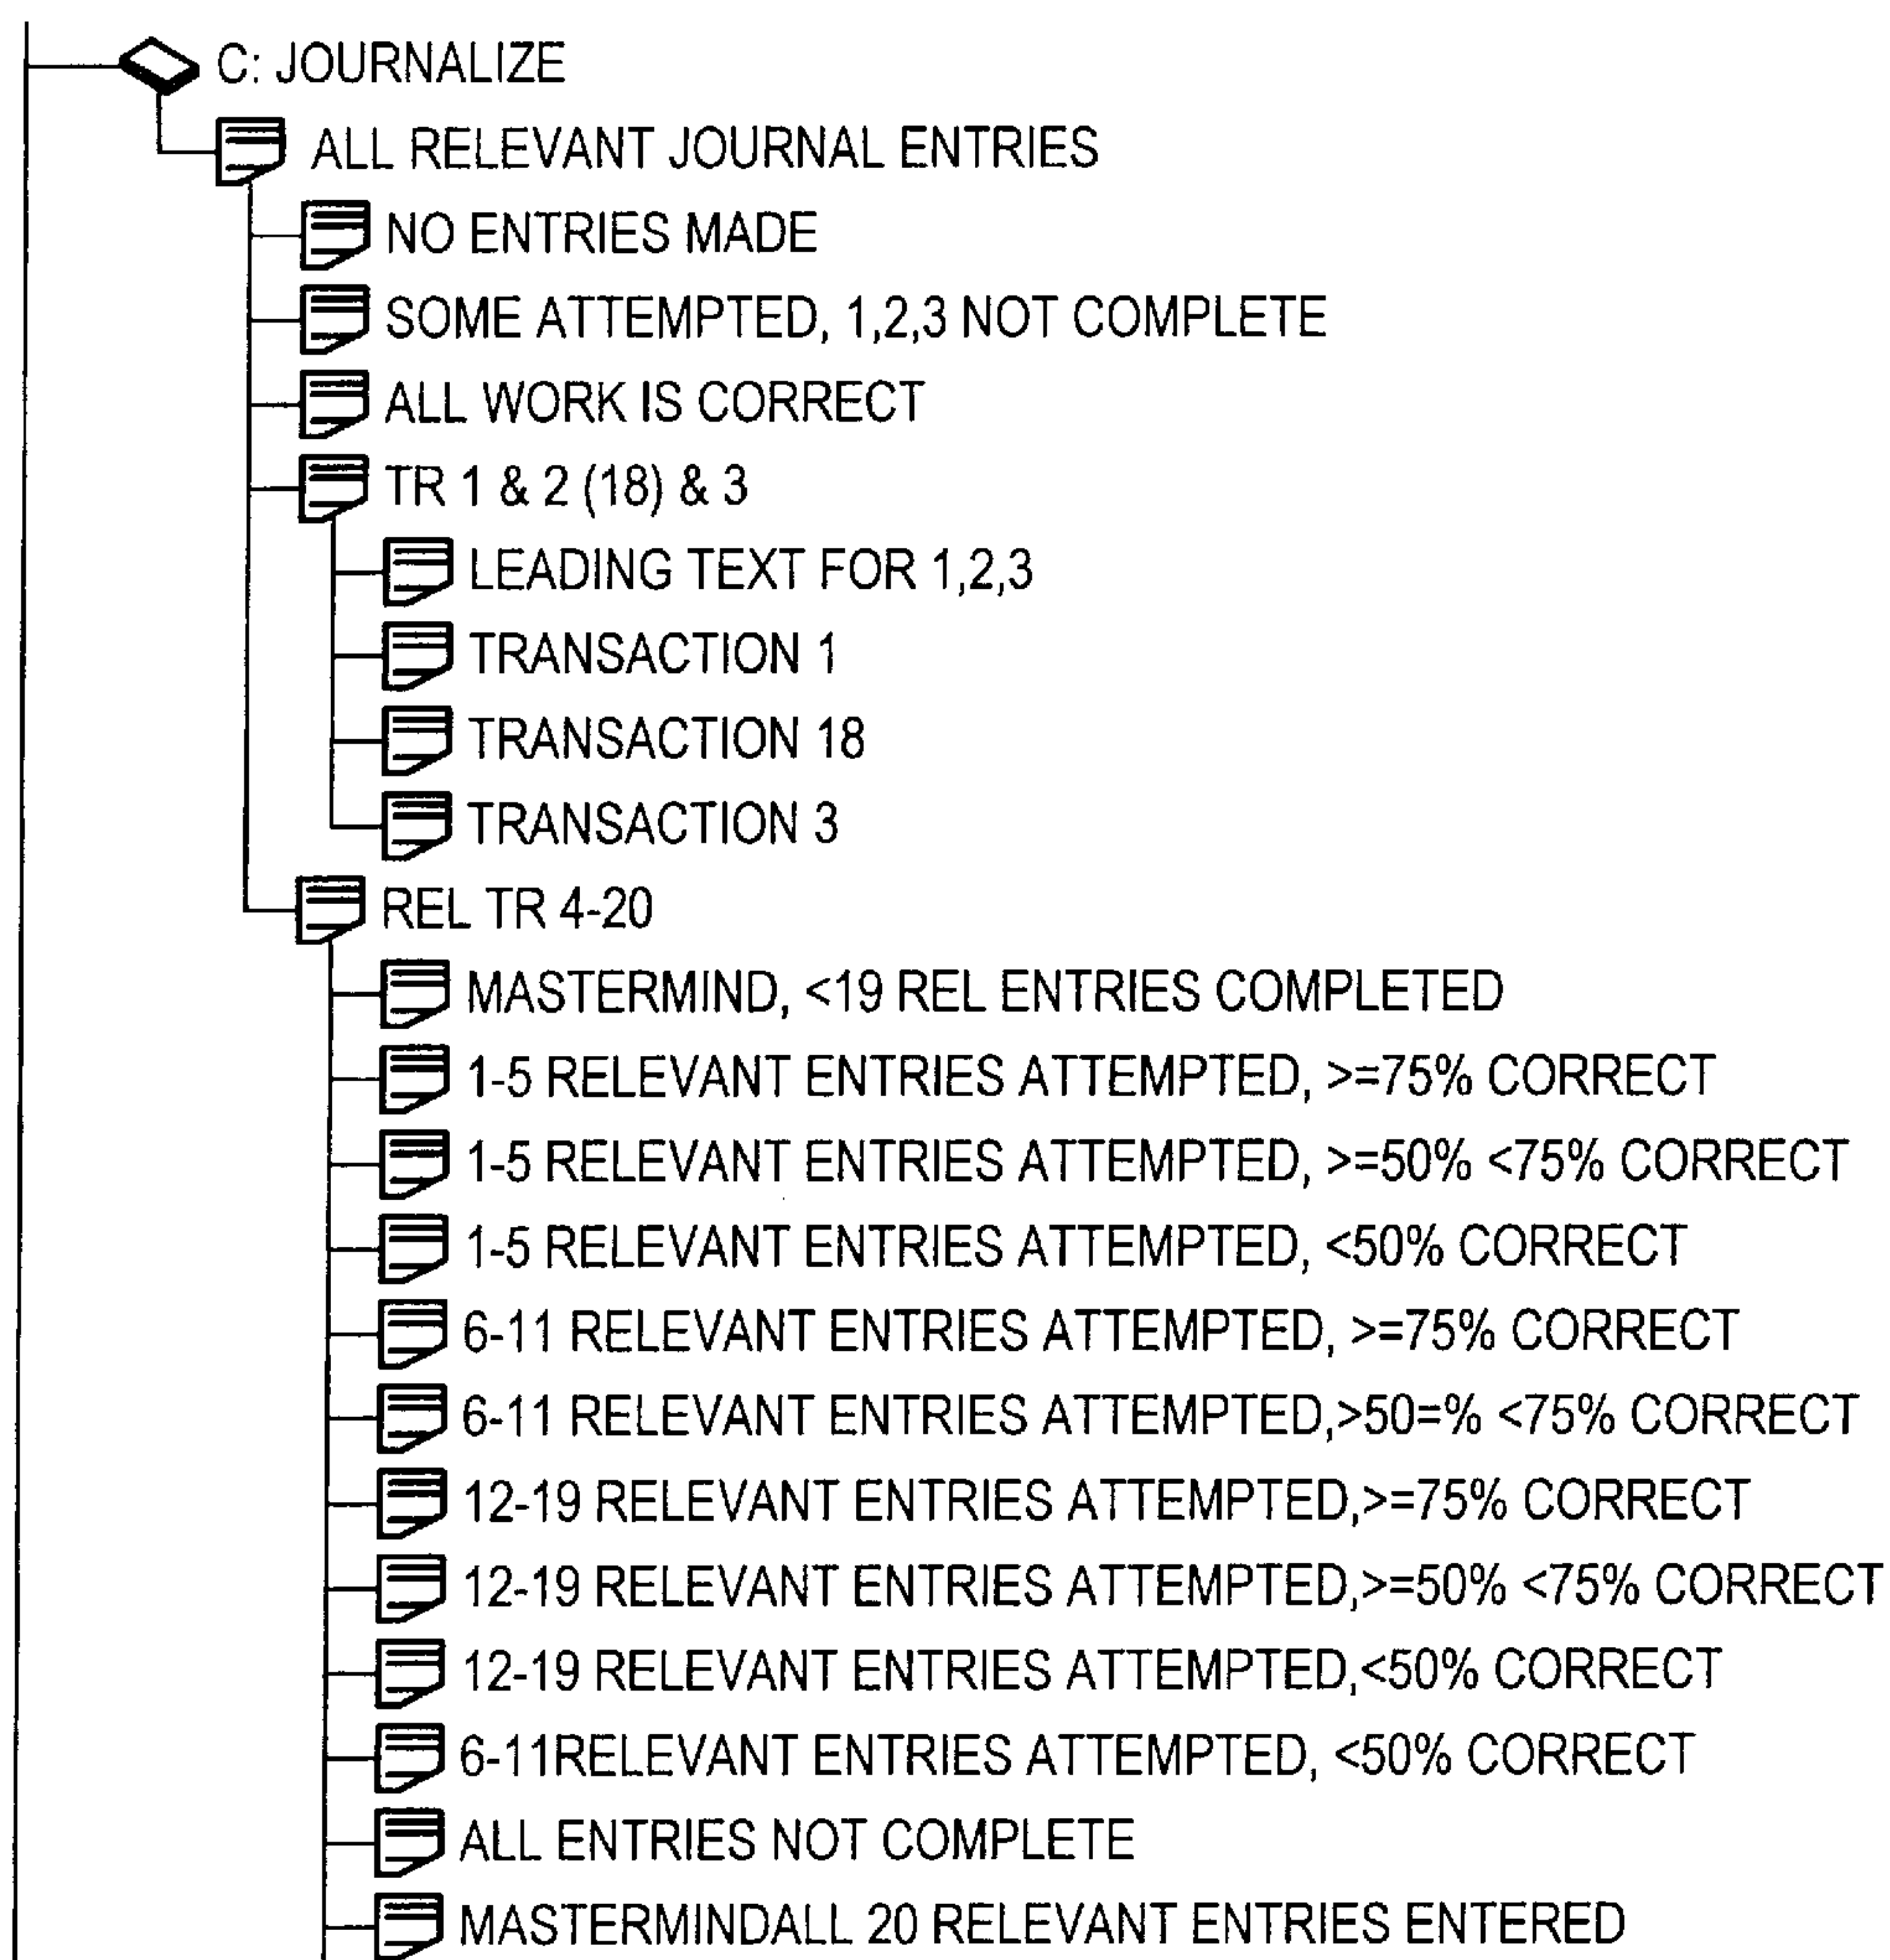 C: JOURNALIZE
ALL RELEVANT JOURNAL ENTRIES
NO ENTRIES MADE
SOME ATTEMPTED, 1,2,3 NOT COMPLETE
ALL WORK IS CORRECT
TR 1 & 2 (18) & 3
LEADING TEXT FOR 1,2,3
TRANSACTION 1
TRANSACTION 18
TRANSACTION 3
REL TR 4-20
MASTERMIND, <19 REL ENTRIES COMPLETED
1-5 RELEVANT ENTRIES ATTEMPTED, >=75% CORRECT
1-5 RELEVANT ENTRIES ATTEMPTED, >=50% <75% CORRECT
1-5 RELEVANT ENTRIES ATTEMPTED, <50% CORRECT
6-11 RELEVANT ENTRIES ATTEMPTED, >=75% CORRECT
6-11 RELEVANT ENTRIES ATTEMPTED,>50=% <75% CORRECT
12-19 RELEVANT ENTRIES ATTEMPTED,>=75% CORRECT
12-19 RELEVANT ENTRIES ATTEMPTED,>=50% <75% CORRECT
12-19 RELEVANT ENTRIES ATTEMPTED,<50% CORRECT
6-11RELEVANT ENTRIES ATTEMPTED, <50% CORRECT
ALL ENTRIES NOT COMPLETE
MASTERMINDALL 20 RELEVANT ENTRIES ENTERED